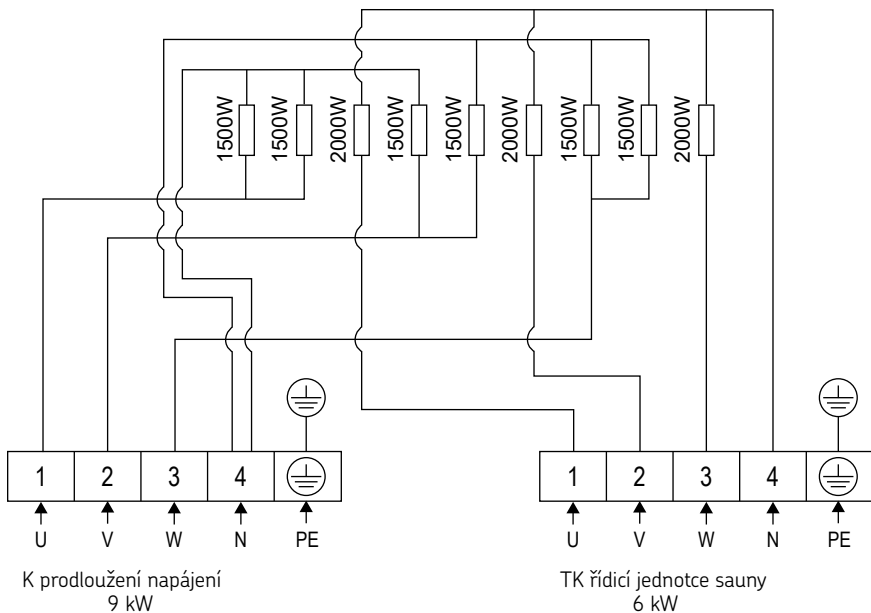 1500W
1500W
2000W
1500W
1500W
2000W
1500W
1500W
2000W
1 2 3 4
U V W N PE
K prodloužení napájení
9 kW
1 2 3 4
U V W N PE
TK řídicí jednotce sauny
6 kW